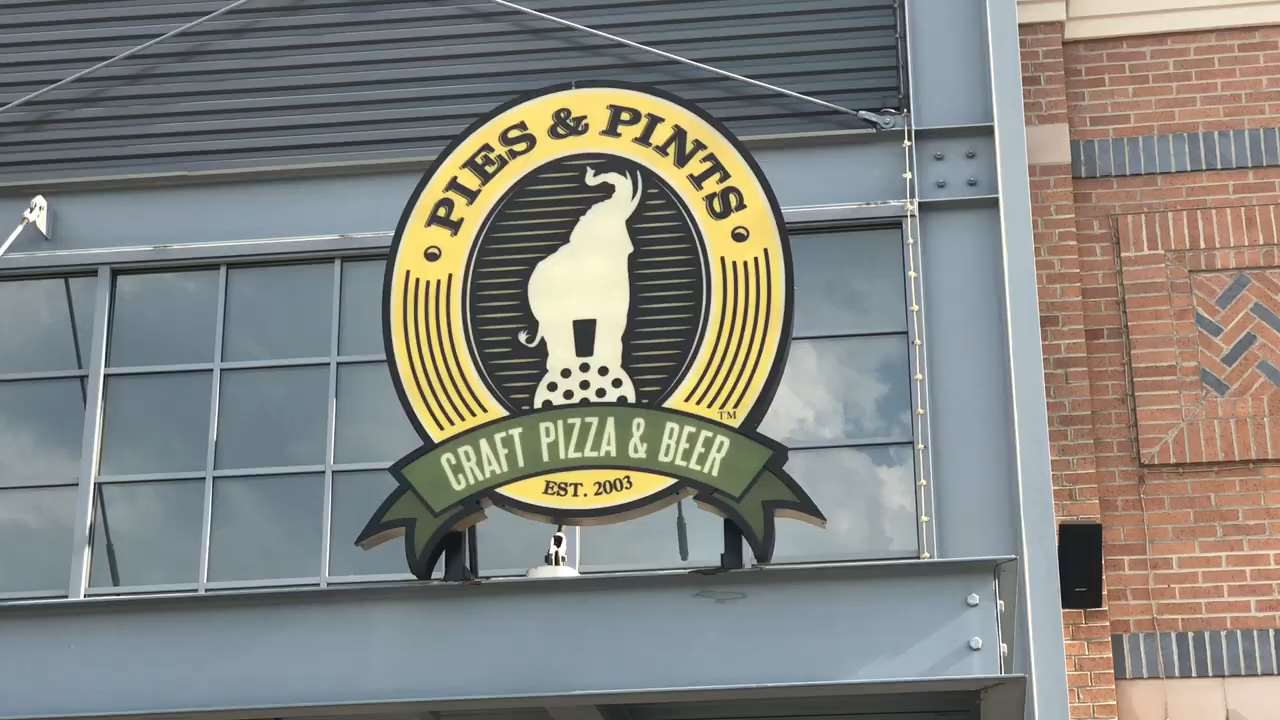 PIES & PINTS
TM
CRAFT PIZZA & BEER
EST. 2003